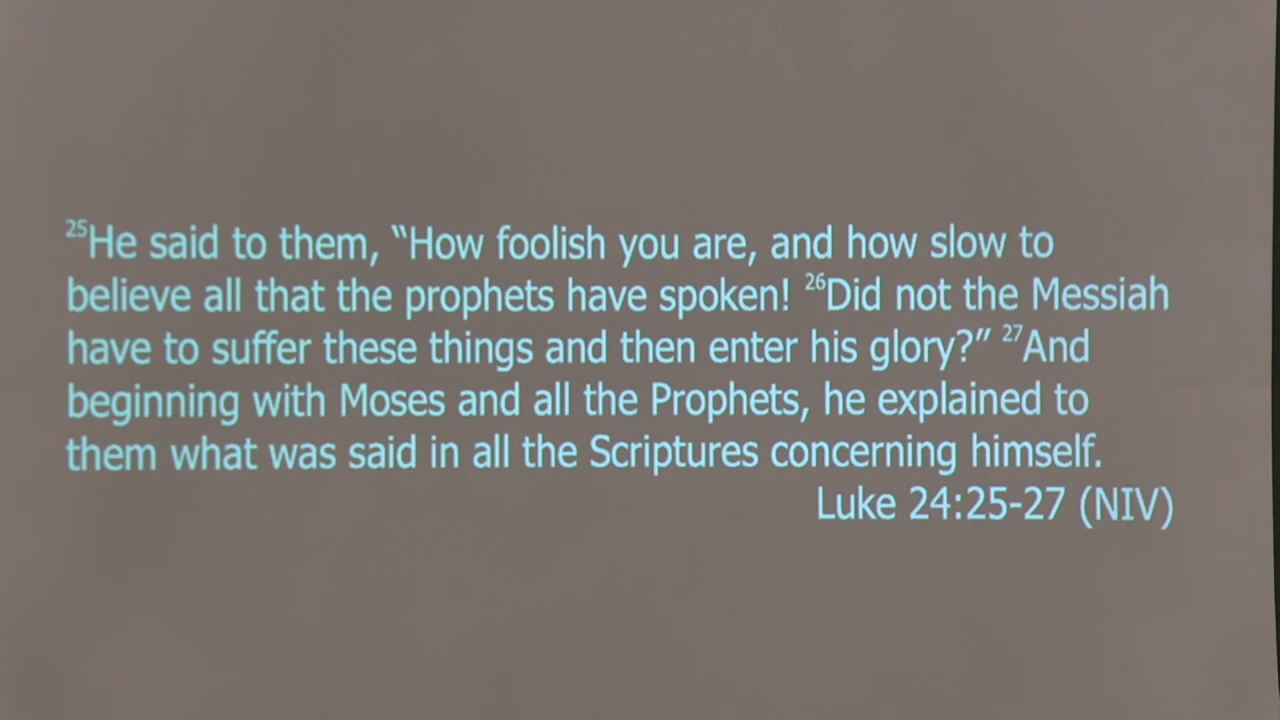 ²⁵He said to them, “How foolish you are, and how slow to
believe all that the prophets have spoken! ²⁶Did not the Messiah
have to suffer these things and then enter his glory?” ²⁷And
beginning with Moses and all the Prophets, he explained to
them what was said in all the Scriptures concerning himself.
Luke 24:25-27 (NIV)